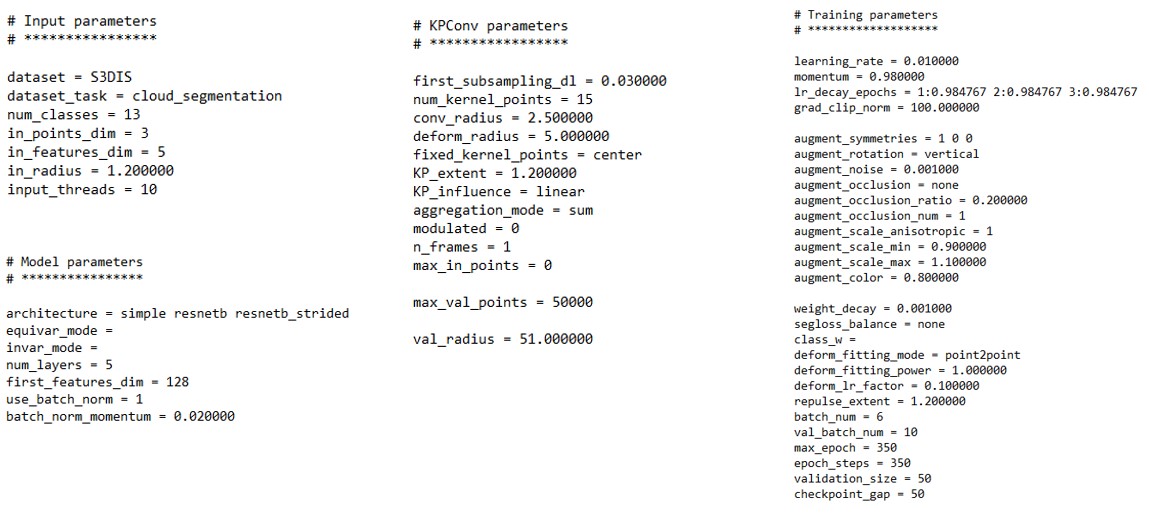 # Input parameters
# ****************
dataset = S3DIS
dataset_task = cloud_segmentation
num_classes = 13
in_points_dim = 3
in_features_dim = 5
in_radius = 1.200000
input_threads = 10
# Model parameters
# ****************
architecture = simple resnetb resnetb_strided
equivar_mode =
invar_mode =
num_layers = 5
first_features_dim = 128
use_batch_norm = 1
batch_norm_momentum = 0.020000
# KPConv parameters
# *****************
first_subsampling_dl = 0.030000
num_kernel_points = 15
conv_radius = 2.500000
deform_radius = 5.000000
fixed_kernel_points = center
KP_extent = 1.200000
KP_influence = linear
aggregation_mode = sum
modulated = 0
n_frames = 1
max_in_points = 0
max_val_points = 50000
val_radius = 51.000000
# Training parameters
# *******************
learning_rate = 0.010000
momentum = 0.980000
lr_decay_epochs = 1:0.984767 2:0.984767 3:0.984767
grad_clip_norm = 100.000000
augment_symmetries = 1 0 0
augment_rotation = vertical
augment_noise = 0.001000
augment_occlusion = none
augment_occlusion_ratio = 0.200000
augment_occlusion_num = 1
augment_scale_anisotropic = 1
augment_scale_min = 0.900000
augment_scale_max = 1.100000
augment_color = 0.800000
weight_decay = 0.001000
segloss_balance = none
class_w =
deform_fitting_mode = point2point
deform_fitting_power = 1.000000
deform_lr_factor = 0.100000
repulse_extent = 1.200000
batch_num = 6
val_batch_num = 10
max_epoch = 350
epoch_steps = 350
validation_size = 50
checkpoint_gap = 50